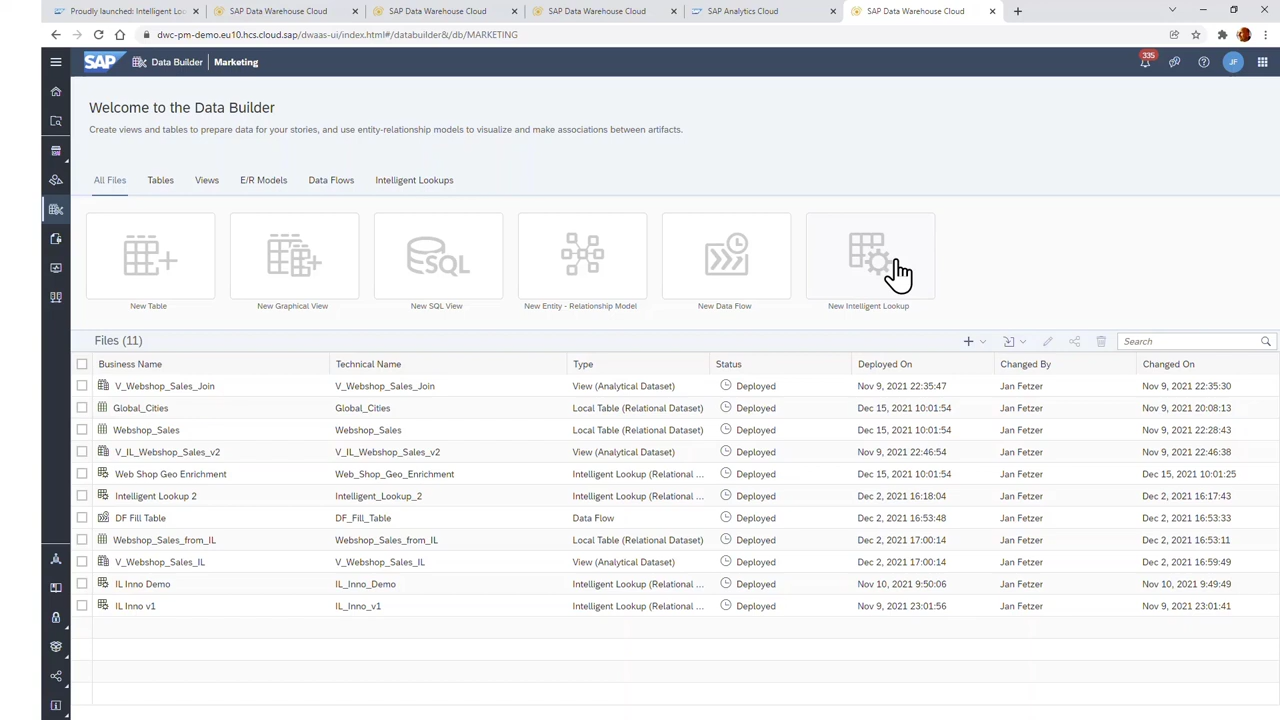 Proudly launched: Intelligent Loo
SAP Data Warehouse Cloud
SAP Data Warehouse Cloud
SAP Data Warehouse Cloud
SAP Analytics Cloud
SAP Data Warehouse Cloud
dwc-pm-demo.eu10.hcs.cloud.sap/dwaas-ui/index.html#/databuilder&/db/MARKETING
SAP Data Builder Marketing 335 JF
Welcome to the Data Builder
Create views and tables to prepare data for your stories, and use entity-relationship models to visualize and make associations between artifacts.
All Files Tables Views E/R Models Data Flows Intelligent Lookups
SQL
New Table New Graphical View New SQL View New Entity - Relationship Model New Data Flow New Intelligent Lookup
Files (11) Search
Business Name Technical Name Type Status Deployed On Changed By Changed On
V_Webshop_Sales_Join V_Webshop_Sales_Join View (Analytical Dataset) Deployed Nov 9, 2021 22:35:47 Jan Fetzer Nov 9, 2021 22:35:30
Global_Cities Global_Cities Local Table (Relational Dataset) Deployed Dec 15, 2021 10:01:54 Jan Fetzer Nov 9, 2021 20:08:13
Webshop_Sales Webshop_Sales Local Table (Relational Dataset) Deployed Dec 15, 2021 10:01:54 Jan Fetzer Nov 9, 2021 22:28:43
V_IL_Webshop_Sales_v2 V_IL_Webshop_Sales_v2 View (Analytical Dataset) Deployed Nov 9, 2021 22:46:54 Jan Fetzer Nov 9, 2021 22:46:38
Web Shop Geo Enrichment Web_Shop_Geo_Enrichment Intelligent Lookup (Relational ... Deployed Dec 15, 2021 10:01:54 Jan Fetzer Dec 15, 2021 10:01:25
Intelligent Lookup 2 Intelligent_Lookup_2 Intelligent Lookup (Relational ... Deployed Dec 2, 2021 16:18:04 Jan Fetzer Dec 2, 2021 16:17:43
DF Fill Table DF_Fill_Table Data Flow Deployed Dec 2, 2021 16:53:48 Jan Fetzer Dec 2, 2021 16:53:33
Webshop_Sales_from_IL Webshop_Sales_from_IL Local Table (Relational Dataset) Deployed Dec 2, 2021 17:00:14 Jan Fetzer Dec 2, 2021 16:53:11
V_Webshop_Sales_IL V_Webshop_Sales_IL View (Analytical Dataset) Deployed Dec 2, 2021 17:00:14 Jan Fetzer Dec 2, 2021 16:59:49
IL Inno Demo IL_Inno_Demo Intelligent Lookup (Relational ... Deployed Nov 10, 2021 9:50:06 Jan Fetzer Nov 10, 2021 9:49:49
IL Inno v1 IL_Inno_v1 Intelligent Lookup (Relational ... Deployed Nov 9, 2021 23:01:56 Jan Fetzer Nov 9, 2021 23:01:41